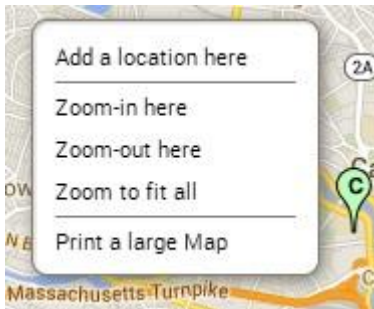 Add a location here
2A
Zoom-in here
Zoom-out here
Zoom to fit all
Ca
C
Print a large Map
Massachusetts Turnpike